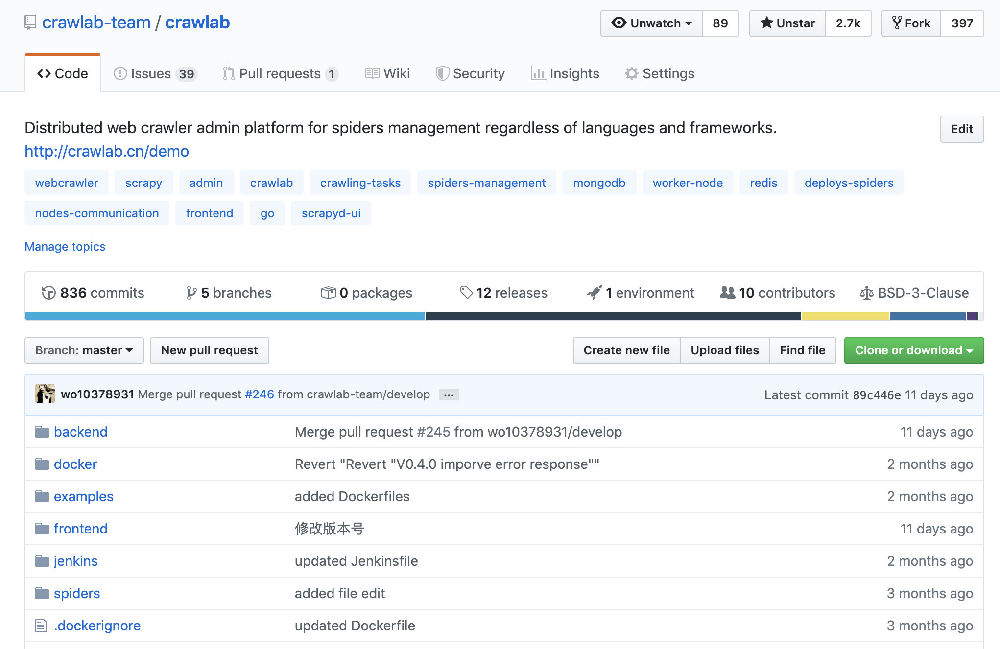 crawlab-team / crawlab
Unwatch 89 Unstar 2.7k Fork 397
Code Issues 39 Pull requests 1 Wiki Security Insights Settings
Distributed web crawler admin platform for spiders management regardless of languages and frameworks. Edit
http://crawlab.cn/demo
webcrawler scrapy admin crawlab crawling-tasks spiders-management mongodb worker-node redis deploys-spiders
nodes-communication frontend go scrapyd-ui
Manage topics
836 commits 5 branches 0 packages 12 releases 1 environment 10 contributors BSD-3-Clause
Branch: master New pull request Create new file Upload files Find file Clone or download
wo10378931 Merge pull request #246 from crawlab-team/develop ... Latest commit 89c446e 11 days ago
backend Merge pull request #245 from wo10378931/develop 11 days ago
docker Revert "Revert "V0.4.0 imporve error response"" 2 months ago
examples added Dockerfiles 2 months ago
frontend 修改版本号 11 days ago
jenkins updated Jenkinsfile 2 months ago
spiders added file edit 3 months ago
.dockerignore updated Dockerfile 3 months ago